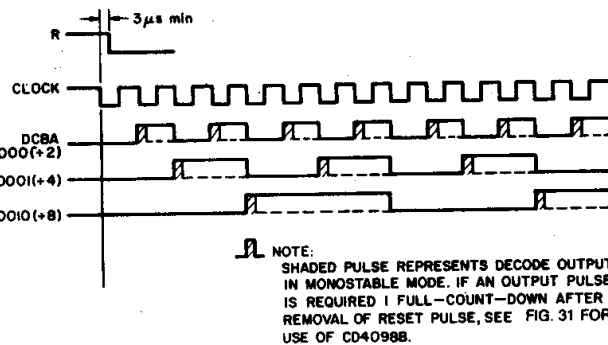 3μs min
R
CLOCK
DCBA
000(÷2)
0001(÷4)
0010(÷8)
NOTE:
SHADED PULSE REPRESENTS DECODE OUTPUT
IN MONOSTABLE MODE. IF AN OUTPUT PULSE
IS REQUIRED 1 FULL-COUNT-DOWN AFTER
REMOVAL OF RESET PULSE, SEE FIG. 31 FOR
USE OF CD4098B.